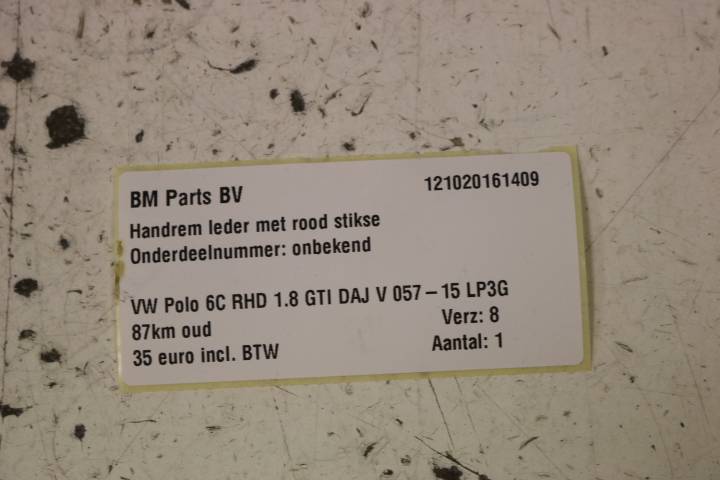 BM Parts BV 121020161409
Handrem leder met rood stikse
Onderdeelnummer: onbekend
VW Polo 6C RHD 1.8 GTI DAJ V 057 – 15 LP3G
87km oud Verz: 8
35 euro incl. BTW Aantal: 1